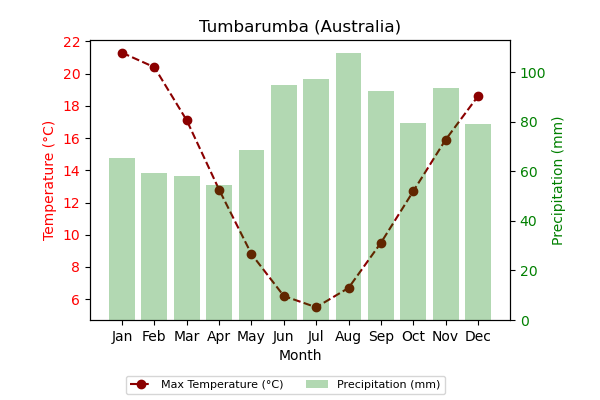 Tumbarumba (Australia)
22
20
18
16
14
12
10
8
6
Temperature (°C)
100
80
60
40
20
0
Precipitation (mm)
Jan Feb Mar Apr May Jun Jul Aug Sep Oct Nov Dec
Month
Max Temperature (°C) Precipitation (mm)